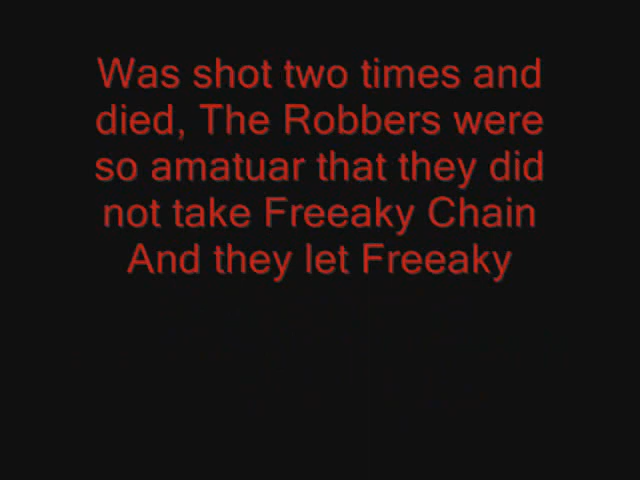 Was shot two times and
died, The Robbers were
so amatuar that they did
not take Freeaky Chain
And they let Freeaky